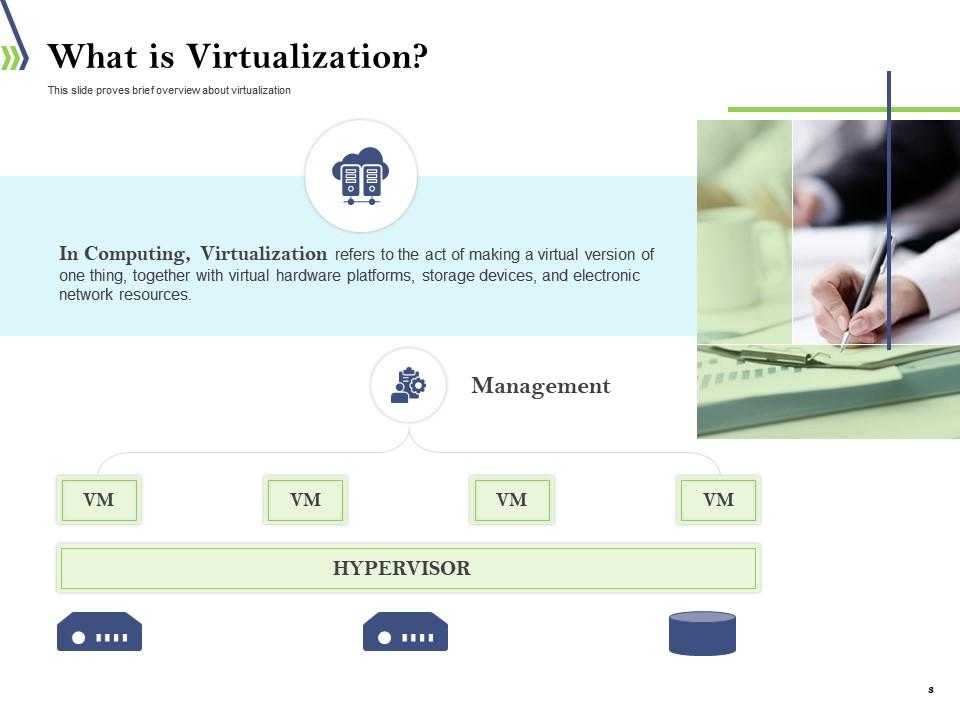 What is Virtualization?
This slide proves brief overview about virtualization
In Computing, Virtualization refers to the act of making a virtual version of
one thing, together with virtual hardware platforms, storage devices, and electronic
network resources.
Management
VM VM VM VM
HYPERVISOR
8